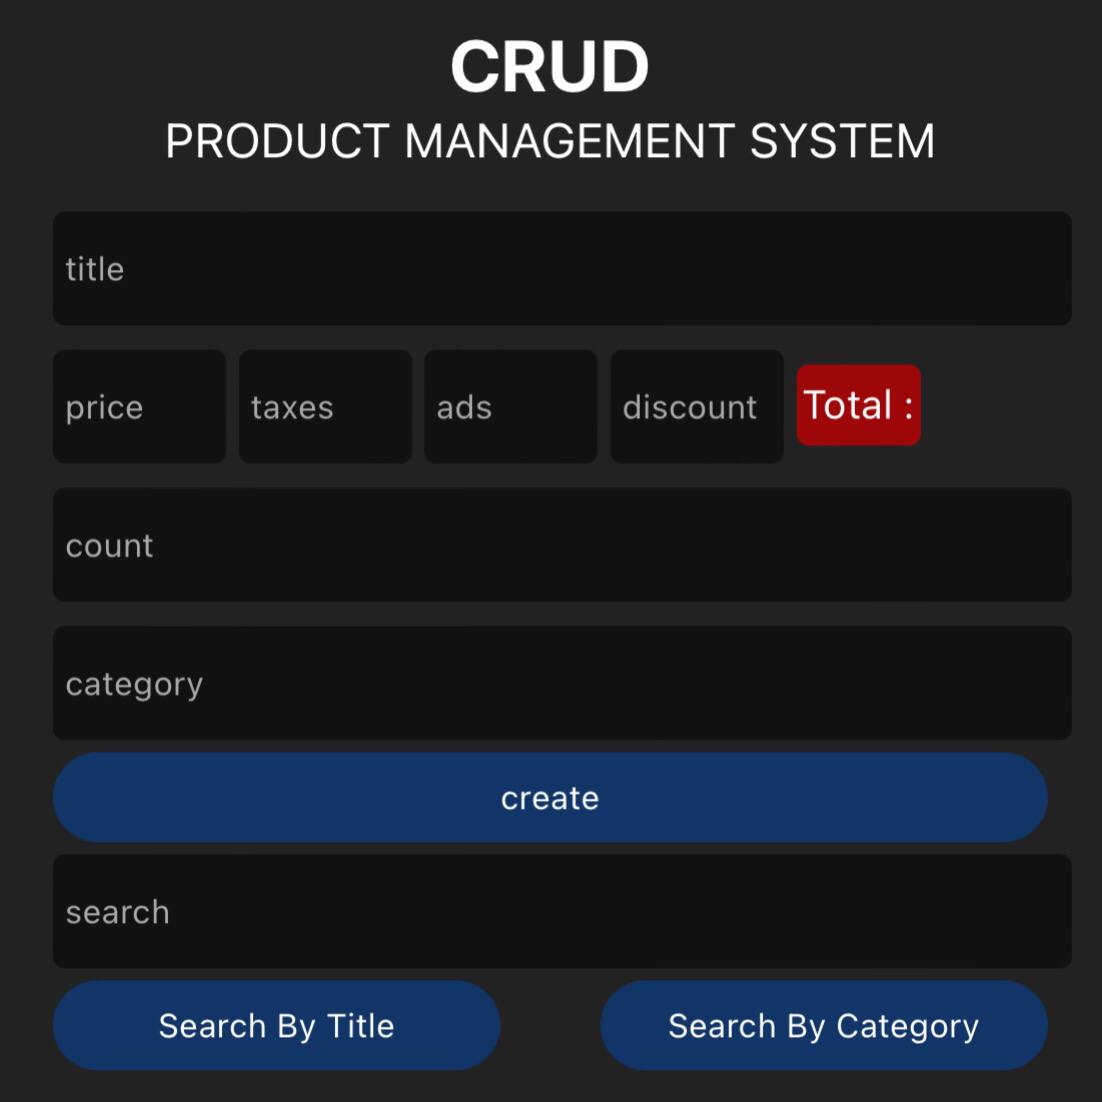 CRUD
PRODUCT MANAGEMENT SYSTEM
title
price taxes ads discount Total :
count
category
create
search
Search By Title Search By Category